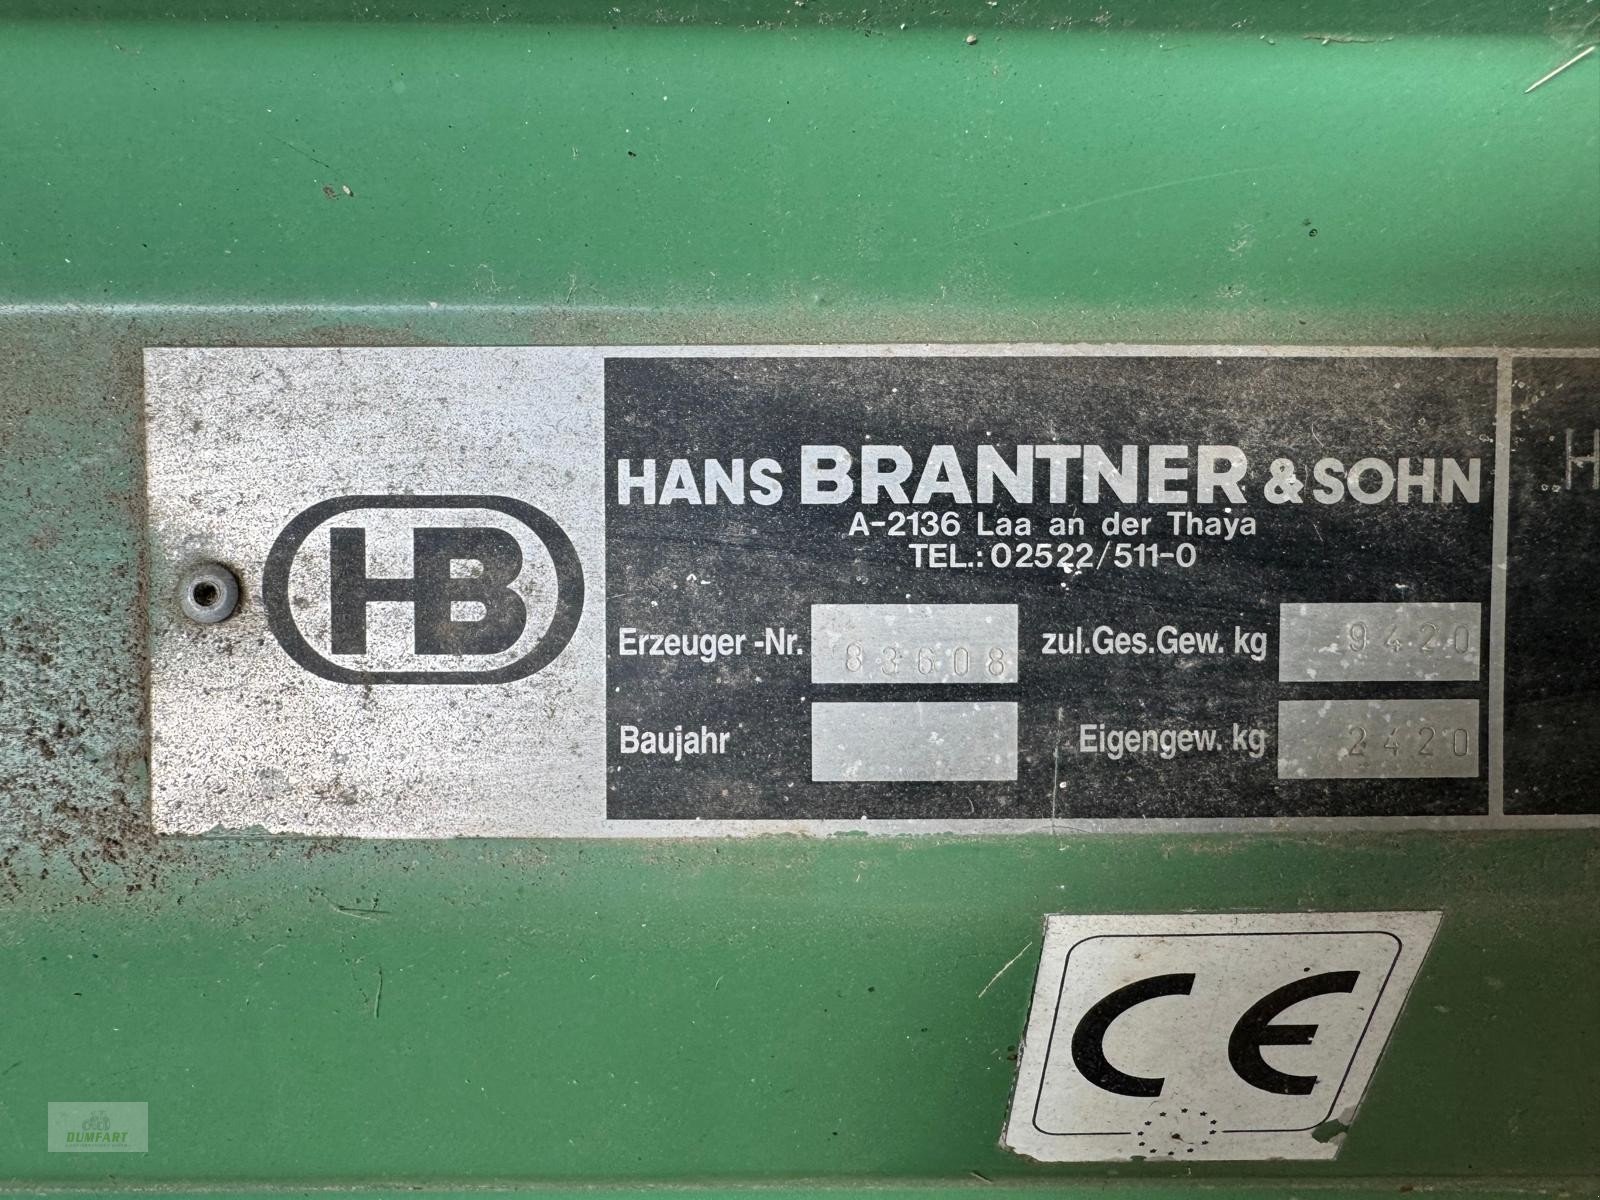 HB
HANS BRANTNER & SOHN
A-2136 Laa an der Thaya
TEL.: 02522/511-0
Erzeuger -Nr. 83608 zul.Ges.Gew. kg 9420
Baujahr Eigengew. kg 2420
H
CE
DUMFART